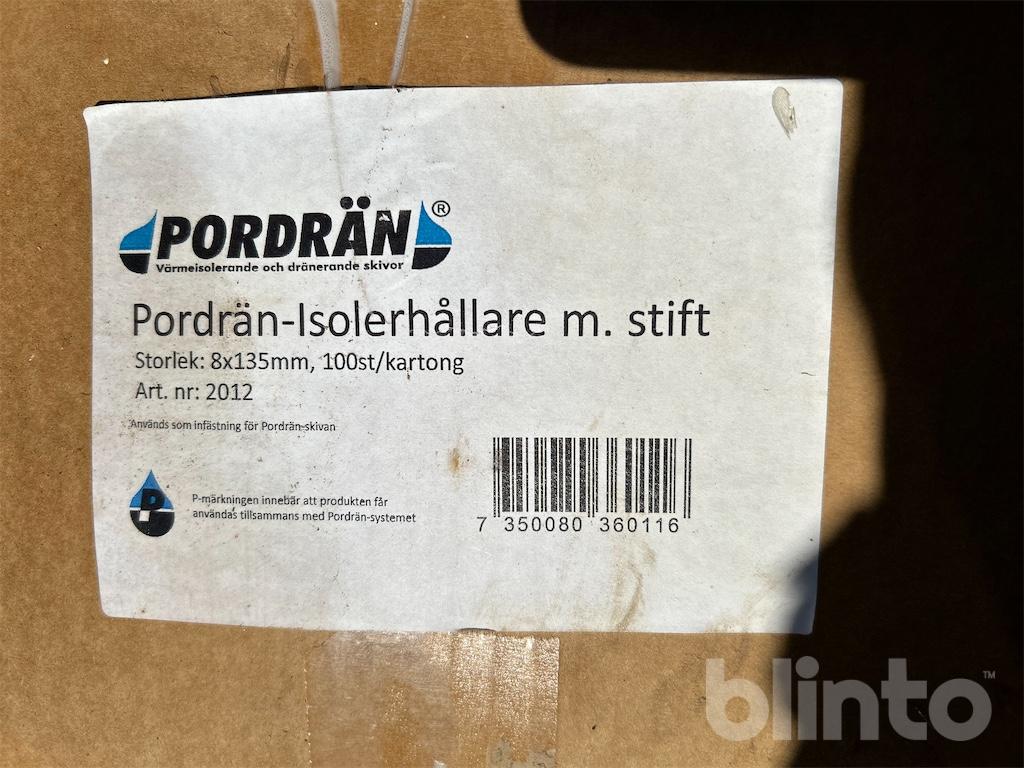 PORDRÄN®
Värmeisolerande och dränerande skivor
Pordrän-Isolerhållare m. stift
Storlek: 8x135mm, 100st/kartong
Art. nr: 2012
Används som infästning för Pordrän-skivan
P
P-märkningen innebär att produkten får
användas tillsammans med Pordrän-systemet
7 350080 360116
blinto™